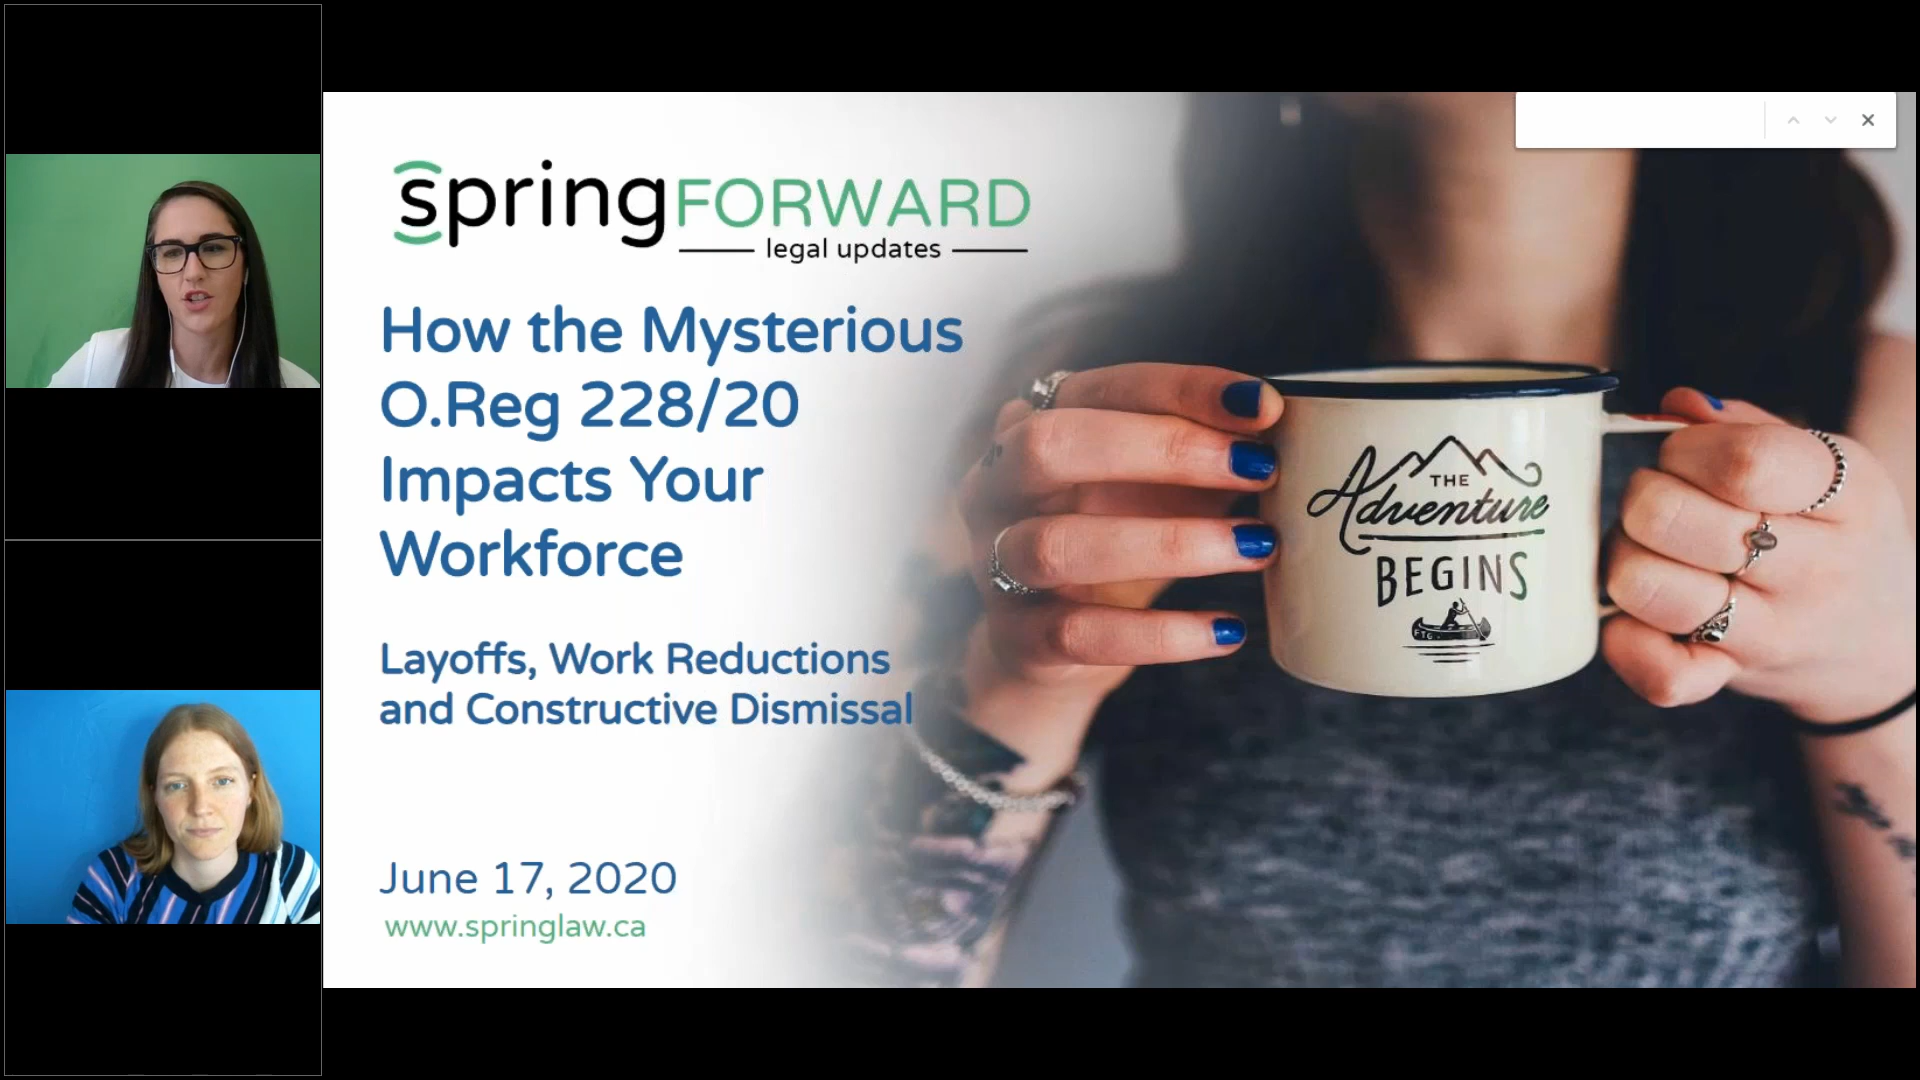 springFORWARD
legal updates
How the Mysterious
O.Reg 228/20
Impacts Your
Workforce
Layoffs, Work Reductions
and Constructive Dismissal
June 17, 2020
www.springlaw.ca
THE
Adventure
BEGINS
FTG